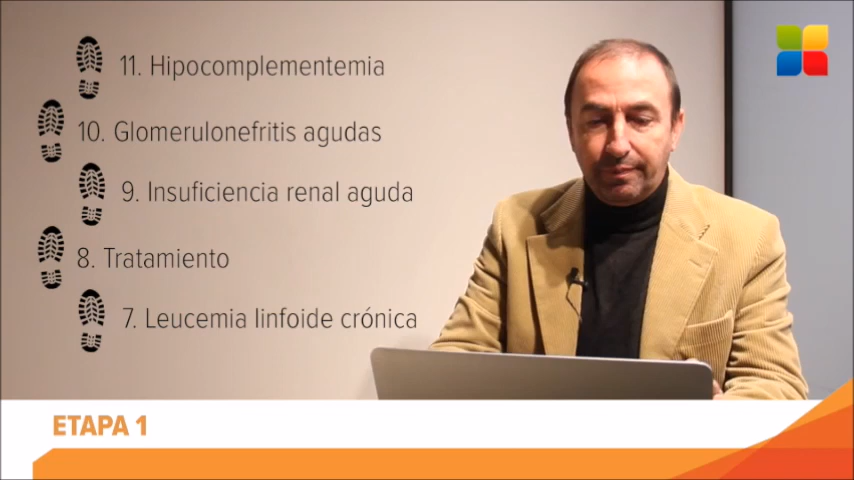 11. Hipocomplementemia
10. Glomerulonefritis agudas
9. Insuficiencia renal aguda
8. Tratamiento
7. Leucemia linfoide crónica
ETAPA 1